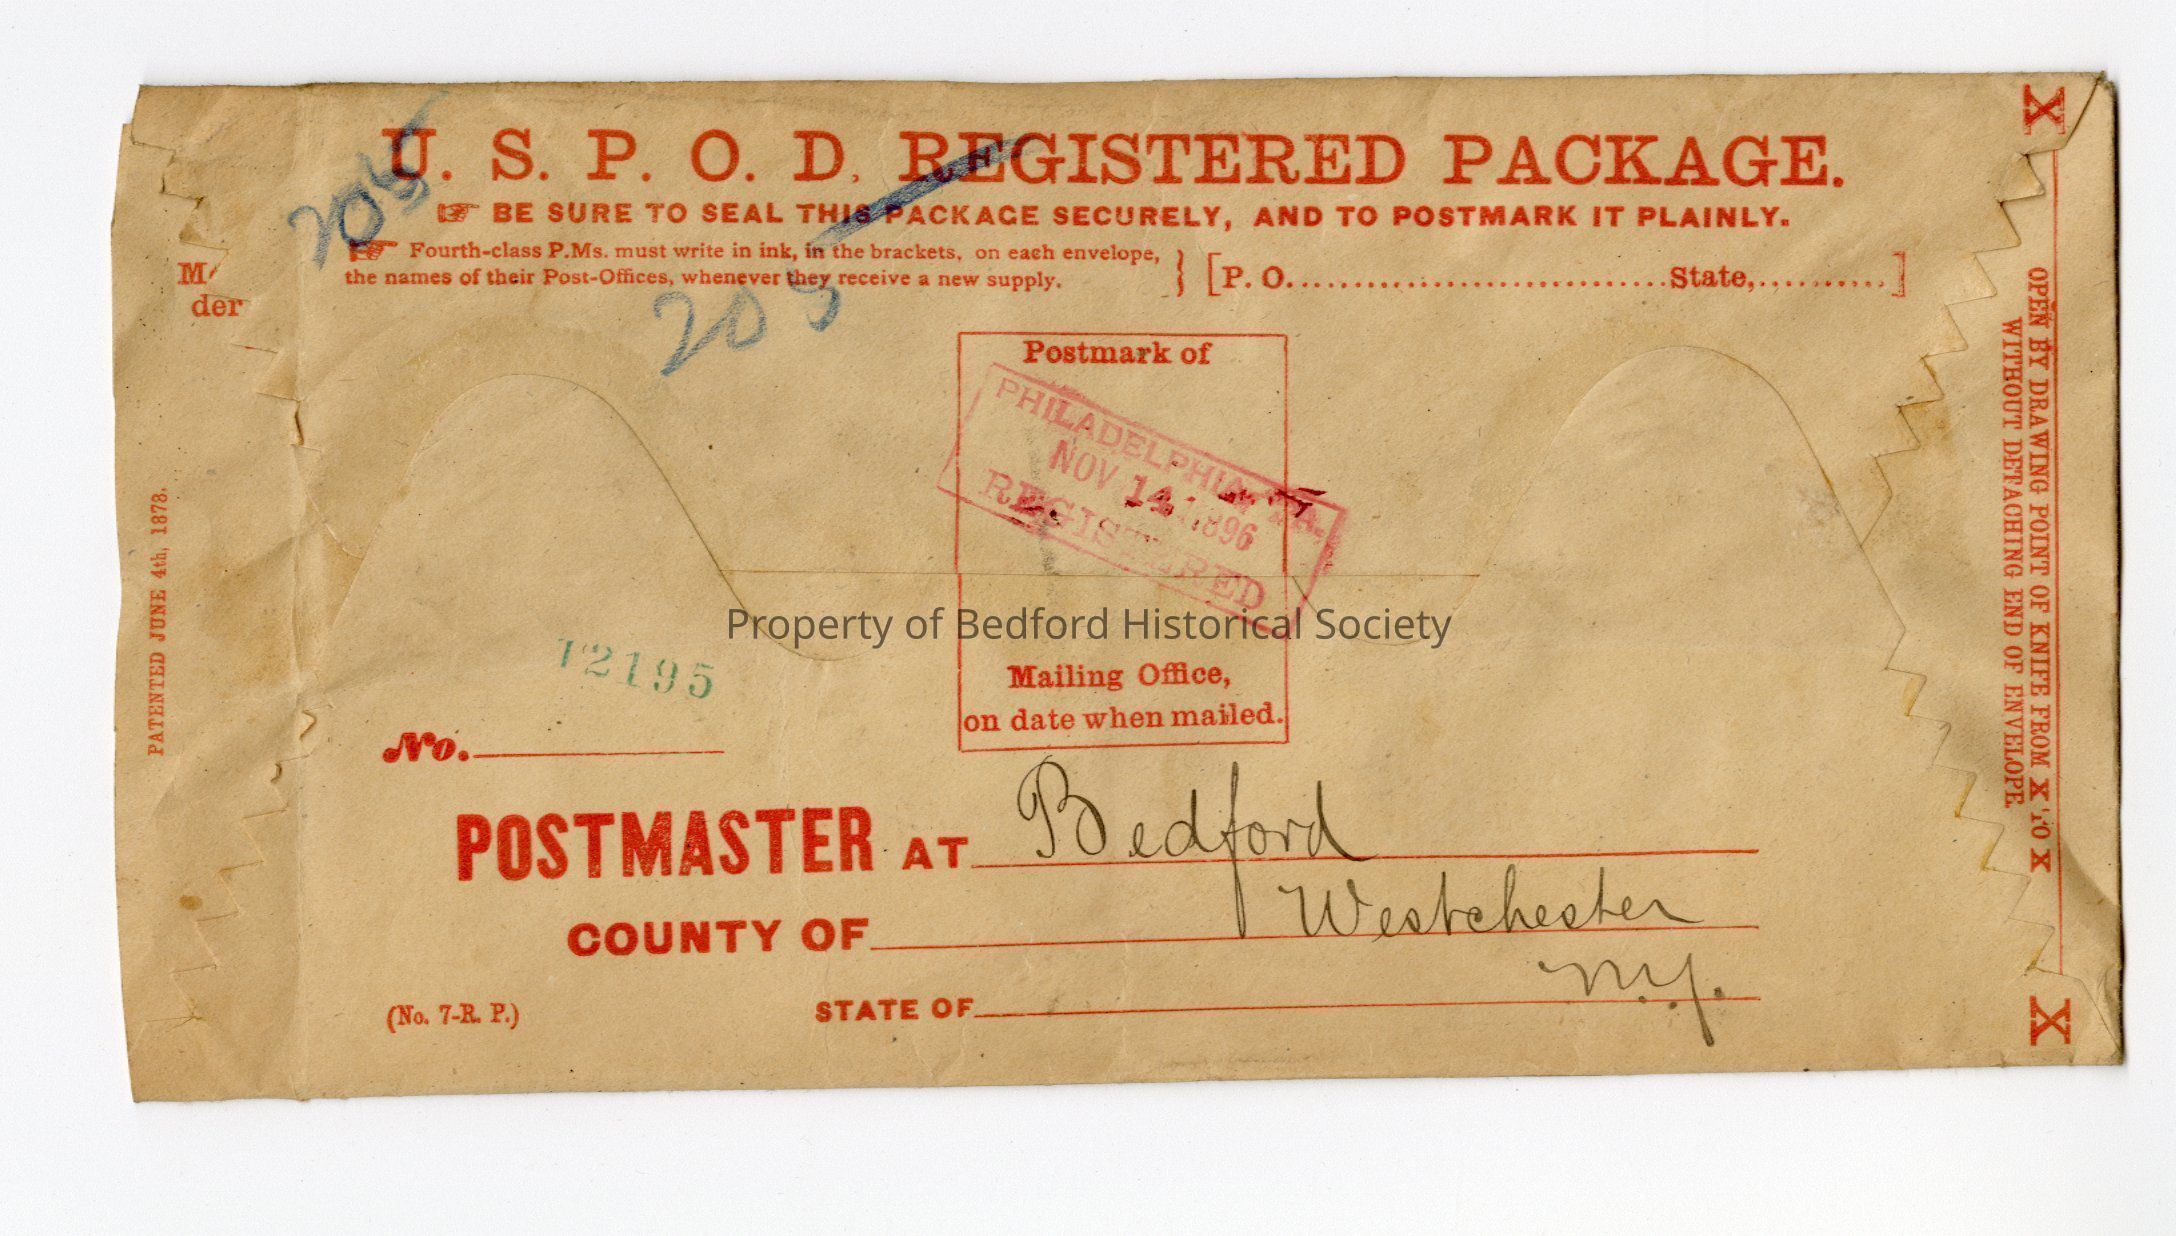 U. S. P. O. D. REGISTERED PACKAGE.
☞ BE SURE TO SEAL THIS PACKAGE SECURELY, AND TO POSTMARK IT PLAINLY.
☞ Fourth-class P.Ms. must write in ink, in the brackets, on each envelope,
the names of their Post-Offices, whenever they receive a new supply.
} [P. O. ............................ State, ..........]
205
205
der
PATENTED JUNE 4th, 1878.
Postmark of
PHILADELPHIA, PA.
NOV 14 1896
REGISTERED
Property of Bedford Historical Society
Mailing Office,
on date when mailed.
12195
No.
POSTMASTER AT Bedford
COUNTY OF Westchester
STATE OF N.Y.
(No. 7-R. P.)
X
OPEN BY DRAWING POINT OF KNIFE FROM X TO X
WITHOUT DETACHING END OF ENVELOPE
X